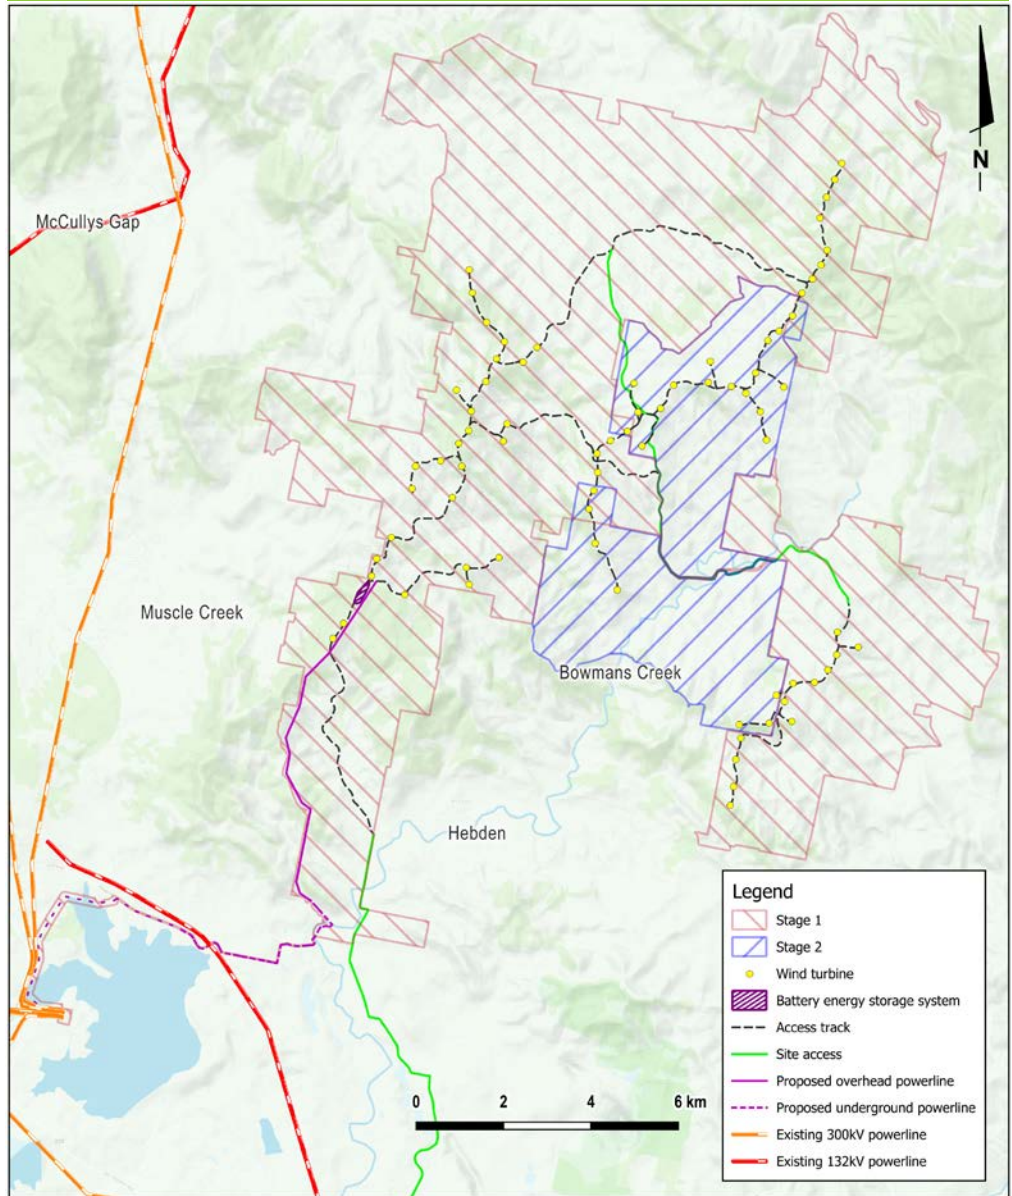 N
McCullys Gap
Muscle Creek
Bowmans Creek
Hebden
0 2 4 6 km
Legend
Stage 1
Stage 2
Wind turbine
Battery energy storage system
Access track
Site access
Proposed overhead powerline
Proposed underground powerline
Existing 300kV powerline
Existing 132kV powerline